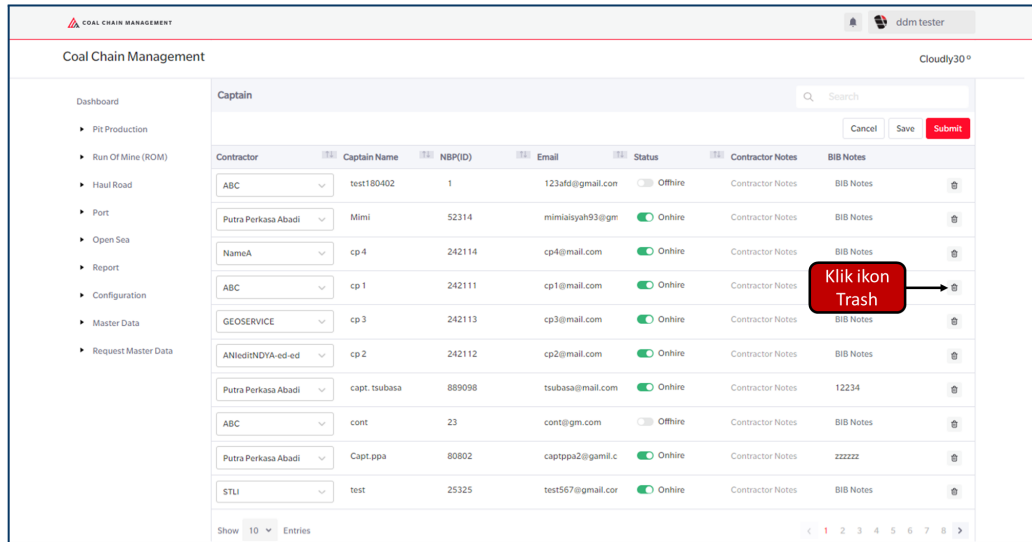 COAL CHAIN MANAGEMENT
ddm tester
Coal Chain Management
Cloudly30°
Dashboard
Pit Production
Run Of Mine (ROM)
Haul Road
Port
Open Sea
Report
Configuration
Master Data
Request Master Data
Captain
Search
Cancel Save Submit
Contractor Captain Name NBP(ID) Email Status Contractor Notes BIB Notes
ABC test180402 1 123afd@gmail.con Offhire Contractor Notes BIB Notes
Putra Perkasa Abadi Mimi 52314 mimiaisyah93@gm Onhire Contractor Notes BIB Notes
NameA cp 4 242114 cp4@mail.com Onhire Contractor Notes BIB Notes
ABC cp 1 242111 cp1@mail.com Onhire Contractor Notes
Klik ikon
Trash
GEOSERVICE cp 3 242113 cp3@mail.com Onhire Contractor Notes BIB Notes
ANIeditNDYA-ed-ed cp 2 242112 cp2@mail.com Onhire Contractor Notes BIB Notes
Putra Perkasa Abadi capt. tsubasa 889098 tsubasa@mail.com Onhire Contractor Notes 12234
ABC cont 23 cont@gm.com Offhire Contractor Notes BIB Notes
Putra Perkasa Abadi Capt.ppa 80802 captppa2@gamil.c Onhire Contractor Notes zzzzzz
STLI test 25325 test567@gmail.cor Onhire Contractor Notes BIB Notes
Show 10 Entries
1 2 3 4 5 6 7 8